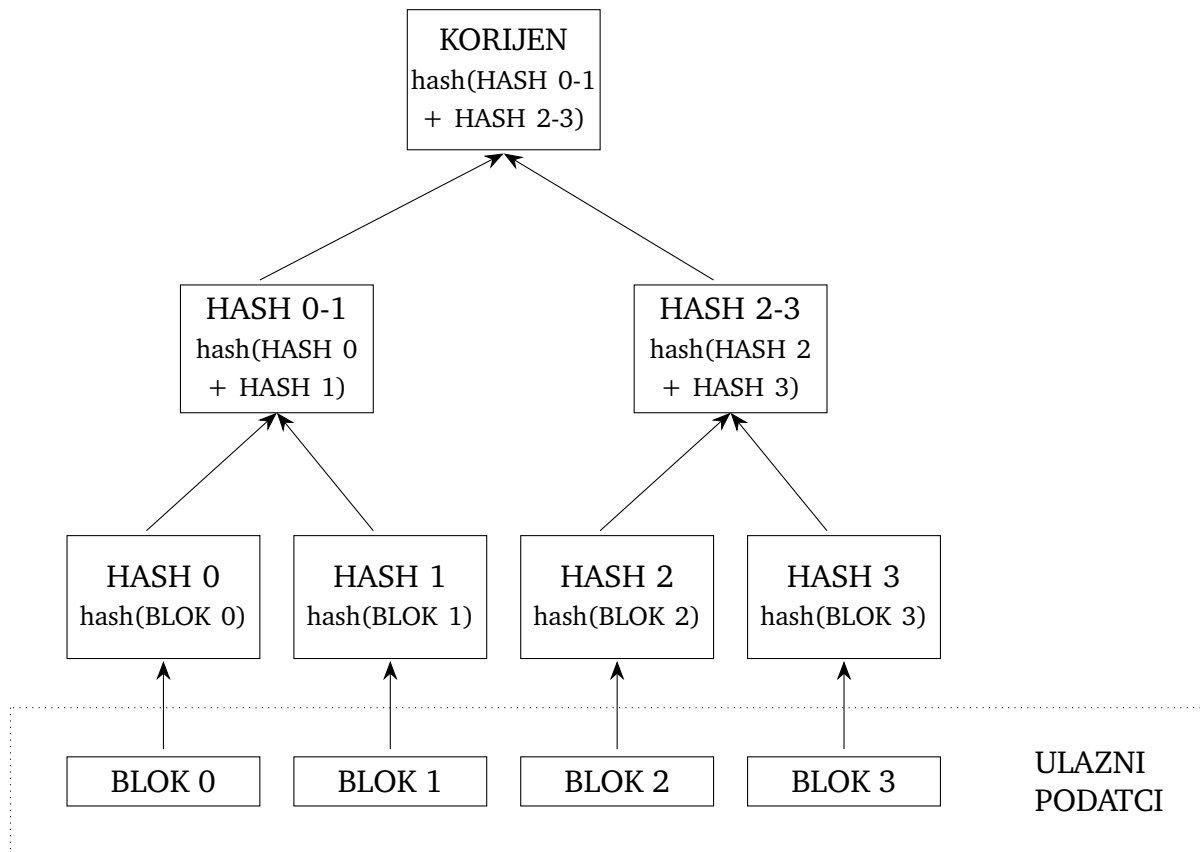 KORIJEN
hash(HASH 0-1
+ HASH 2-3)
HASH 0-1
hash(HASH 0
+ HASH 1)
HASH 2-3
hash(HASH 2
+ HASH 3)
HASH 0
hash(BLOK 0)
HASH 1
hash(BLOK 1)
HASH 2
hash(BLOK 2)
HASH 3
hash(BLOK 3)
BLOK 0
BLOK 1
BLOK 2
BLOK 3
ULAZNI
PODATCI